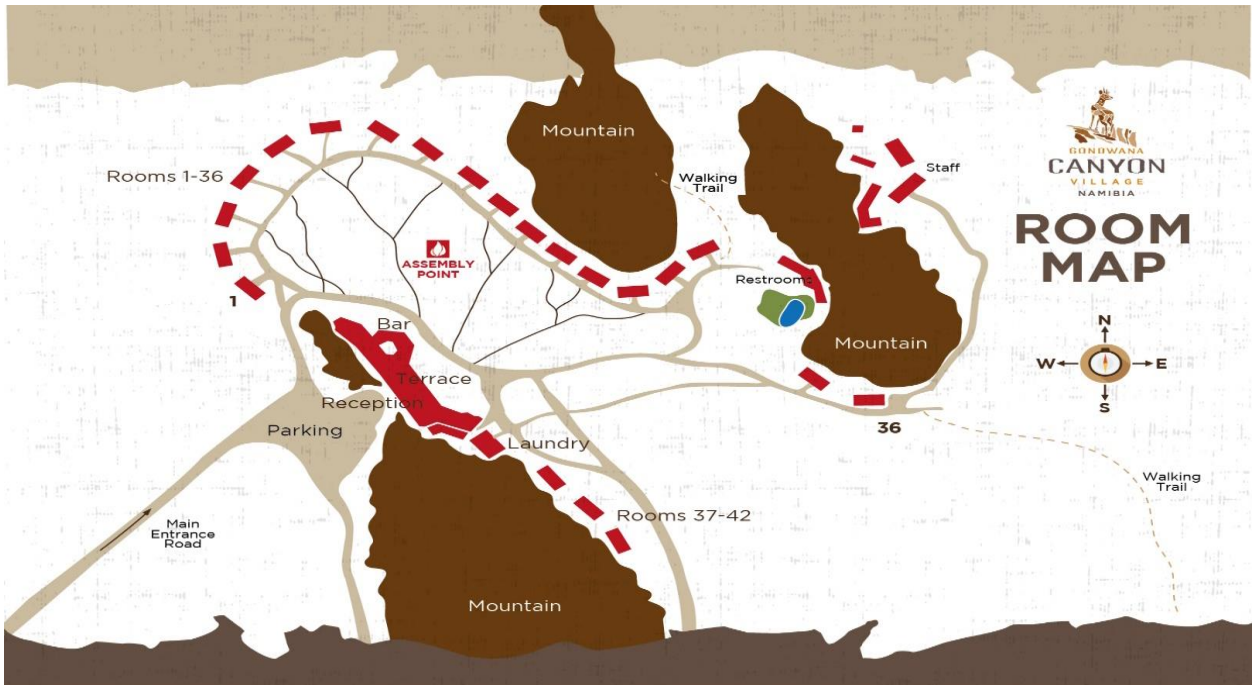 Mountain
GONDWANA
CANYON
VILLAGE
NAMIBIA
ROOM
MAP
Staff
Rooms 1-36
Walking
Trail
ASSEMBLY
POINT
Restrooms
1
Bar
Mountain
N
W
E
S
Terrace
Reception
Parking
Laundry
36
Walking
Trail
Rooms 37-42
Main
Entrance
Road
Mountain